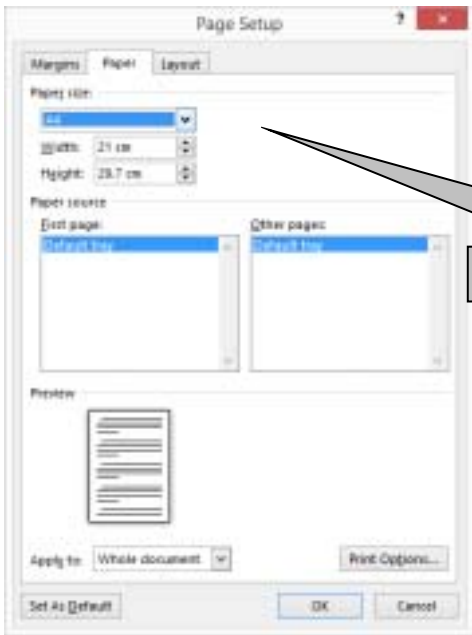 Page Setup ?
Margins Paper Layout
Paper size:
A4
Width: 21 cm
Height: 29.7 cm
Paper source
First page: Other pages:
Default tray Default tray
Preview
Apply to: Whole document Print Options...
Set As Default OK Cancel